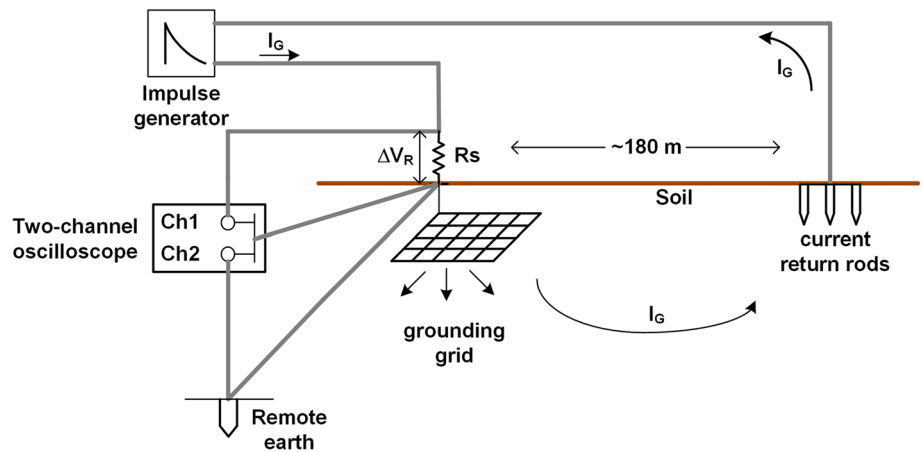 I_G
Impulse
generator
I_G
ΔV_R
Rs
~180 m
Soil
Two-channel
oscilloscope
Ch1
Ch2
current
return rods
I_G
grounding
grid
Remote
earth